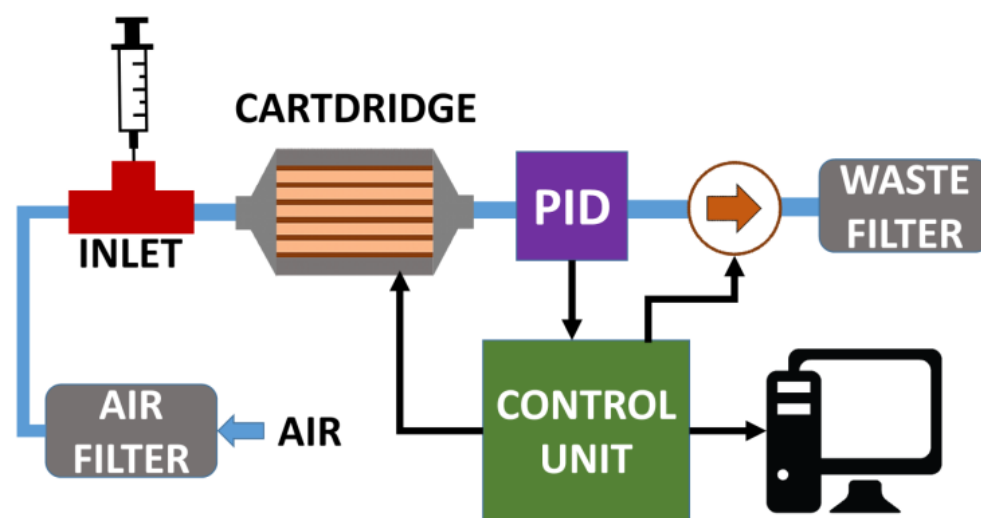 CARTDRIDGE
INLET
PID
WASTE
FILTER
AIR
FILTER
AIR
CONTROL
UNIT